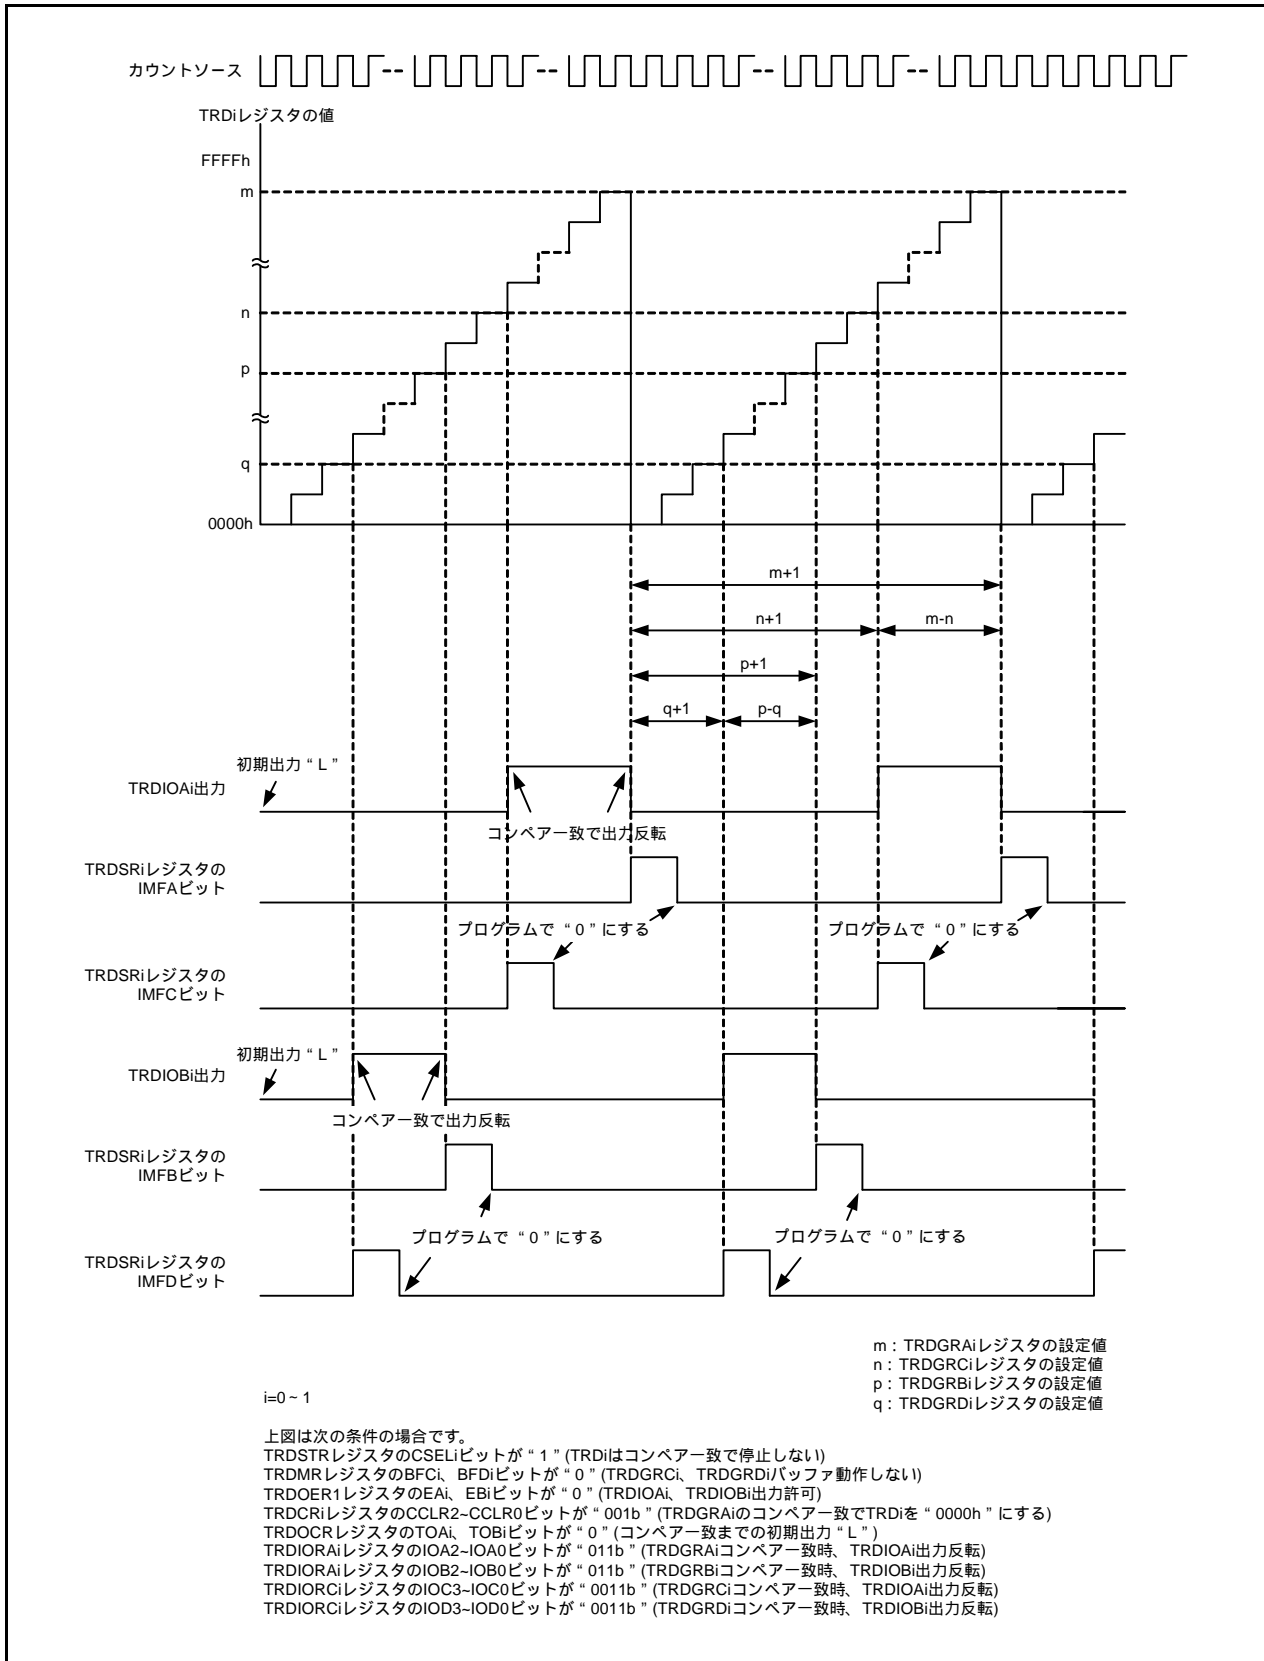 カウントソース
TRDiレジスタの値
FFFFh
m
n
p
q
0000h
m+1
n+1
m-n
p+1
q+1
p-q
初期出力 “ L ”
TRDIOAi出力
コンペア一致で出力反転
TRDSRiレジスタの
IMFAビット
プログラムで “ 0 ” にする
プログラムで “ 0 ” にする
TRDSRiレジスタの
IMFCビット
初期出力 “ L ”
TRDIOBi出力
コンペア一致で出力反転
TRDSRiレジスタの
IMFBビット
プログラムで “ 0 ” にする
プログラムで “ 0 ” にする
TRDSRiレジスタの
IMFDビット
m : TRDGRAiレジスタの設定値
n : TRDGRCiレジスタの設定値
p : TRDGRBiレジスタの設定値
q : TRDGRDiレジスタの設定値
i=0 ~ 1
上図は次の条件の場合です。
TRDSTRレジスタのCSELiビットが “ 1 ” (TRDiはコンペア一致で停止しない)
TRDMRレジスタのBFCi、BFDiビットが “ 0 ” (TRDGRCi、TRDGRDiバッファ動作しない)
TRDOER1レジスタのEAi、EBiビットが “ 0 ” (TRDIOAi、TRDIOBi出力許可)
TRDCRiレジスタのCCLR2~CCLR0ビットが “ 001b ” (TRDGRAiのコンペア一致でTRDiを “ 0000h ” にする)
TRDOCRレジスタのTOAi、TOBiビットが “ 0 ” (コンペア一致までの初期出力 “ L ” )
TRDIORAiレジスタのIOA2~IOA0ビットが “ 011b ” (TRDGRAiコンペア一致時、TRDIOAi出力反転)
TRDIORAiレジスタのIOB2~IOB0ビットが “ 011b ” (TRDGRBiコンペア一致時、TRDIOBi出力反転)
TRDIORCiレジスタのIOC3~IOC0ビットが “ 0011b ” (TRDGRCiコンペア一致時、TRDIOAi出力反転)
TRDIORCiレジスタのIOD3~IOD0ビットが “ 0011b ” (TRDGRDiコンペア一致時、TRDIOBi出力反転)